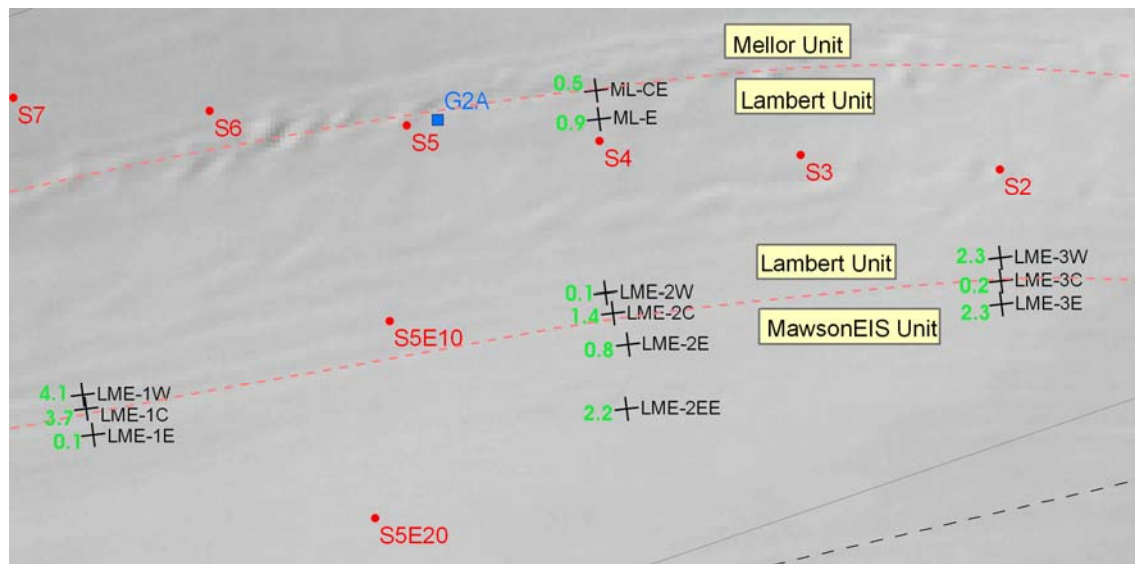 Mellor Unit
0.5 ML-CE
Lambert Unit
S7
S6
G2A
S5
0.9 ML-E
S4
S3
S2
Lambert Unit
2.3 LME-3W
0.2 LME-3C
2.3 LME-3E
0.1 LME-2W
1.4 LME-2C
MawsonEIS Unit
S5E10
0.8 LME-2E
4.1 LME-1W
3.7 LME-1C
0.1 LME-1E
2.2 LME-2EE
S5E20